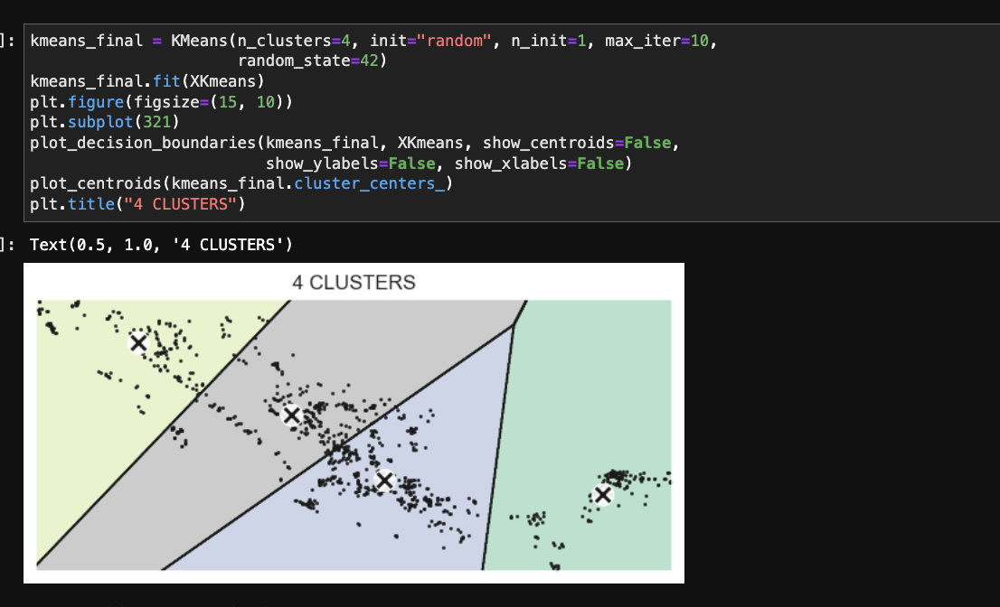 ]: kmeans_final = KMeans(n_clusters=4, init="random", n_init=1, max_iter=10,
random_state=42)
kmeans_final.fit(XKmeans)
plt.figure(figsize=(15, 10))
plt.subplot(321)
plot_decision_boundaries(kmeans_final, XKmeans, show_centroids=False,
show_ylabels=False, show_xlabels=False)
plot_centroids(kmeans_final.cluster_centers_)
plt.title("4 CLUSTERS")
]: Text(0.5, 1.0, '4 CLUSTERS')
4 CLUSTERS